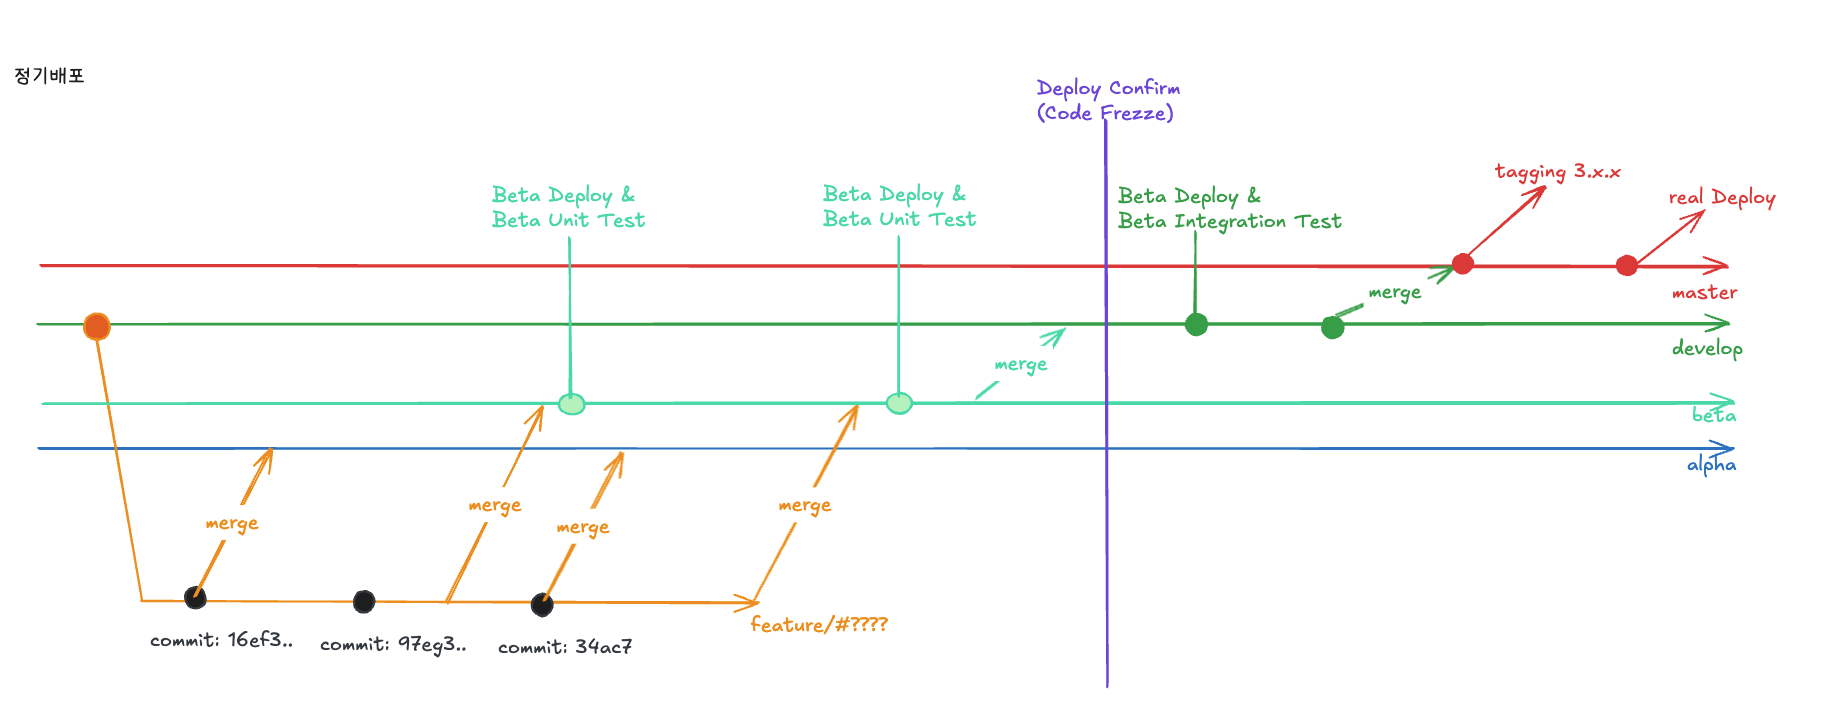 정기배포
Deploy Confirm
(Code Frezze)
tagging 3.x.x
real Deploy
Beta Deploy &
Beta Unit Test
Beta Deploy &
Beta Unit Test
Beta Deploy &
Beta Integration Test
merge
master
develop
merge
beta
alpha
merge
merge
merge
merge
feature/#????
commit: 16ef3..
commit: 97eg3..
commit: 34ac7